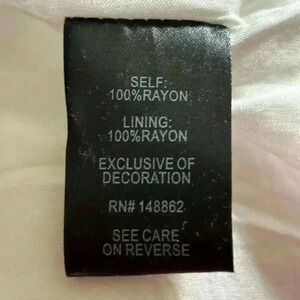 SELF:
100%RAYON
LINING:
100%RAYON
EXCLUSIVE OF
DECORATION
RN# 148862
SEE CARE
ON REVERSE